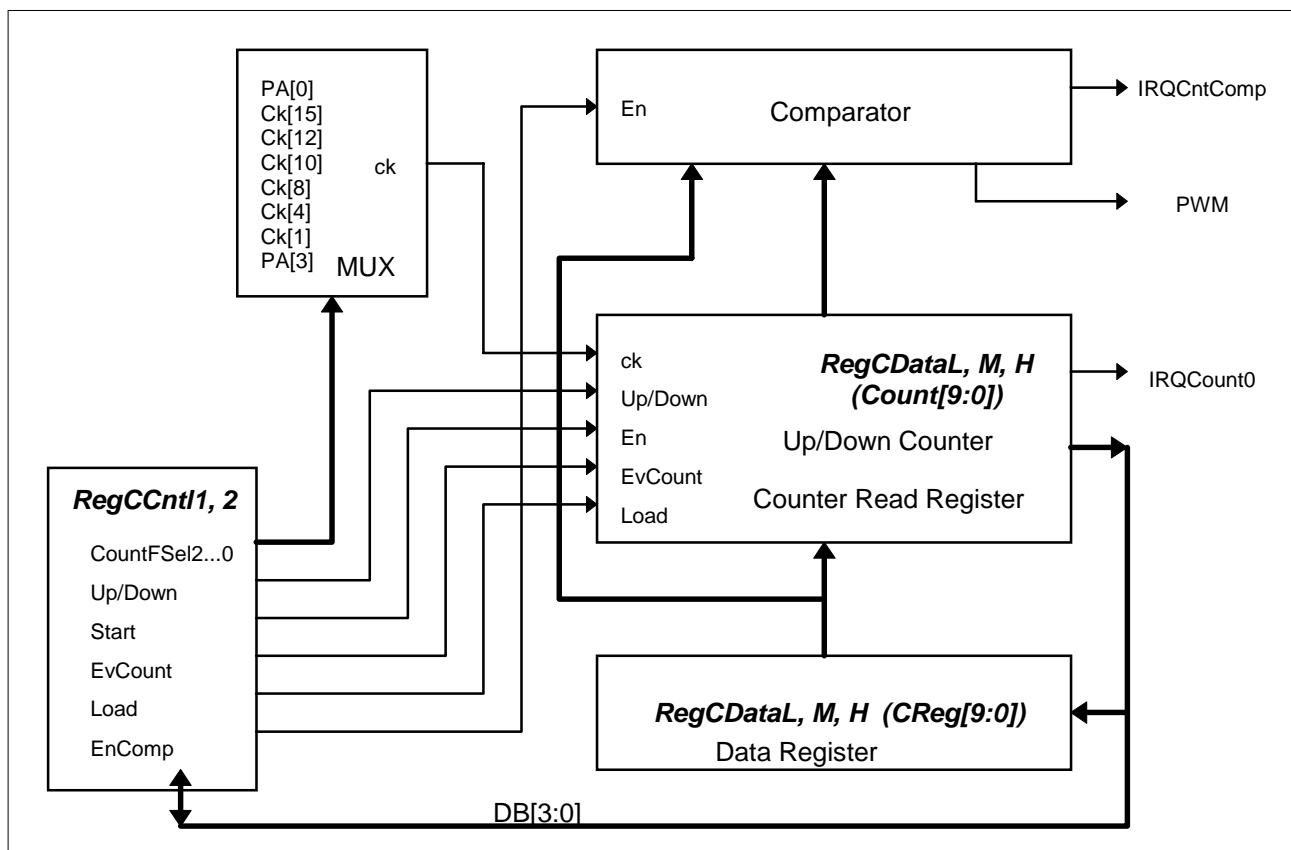 PA[0]
Ck[15]
Ck[12]
Ck[10]
Ck[8]
Ck[4]
Ck[1]
PA[3]
ck
MUX
En
Comparator
IRQCntComp
PWM
ck
Up/Down
En
EvCount
Load
RegCDataL, M, H
(Count[9:0])
Up/Down Counter
Counter Read Register
IRQCount0
RegCCntl1, 2
CountFSel2...0
Up/Down
Start
EvCount
Load
EnComp
RegCDataL, M, H (CReg[9:0])
Data Register
DB[3:0]